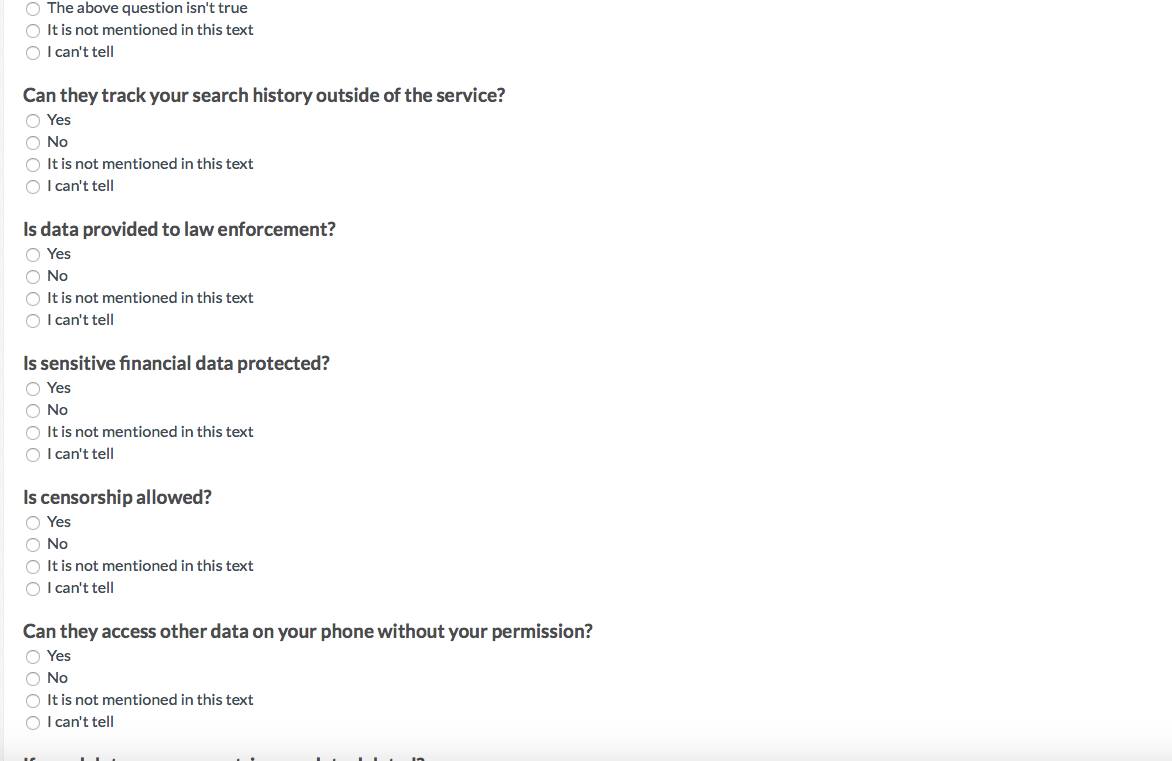 The above question isn't true
It is not mentioned in this text
I can't tell
Can they track your search history outside of the service?
Yes
No
It is not mentioned in this text
I can't tell
Is data provided to law enforcement?
Yes
No
It is not mentioned in this text
I can't tell
Is sensitive financial data protected?
Yes
No
It is not mentioned in this text
I can't tell
Is censorship allowed?
Yes
No
It is not mentioned in this text
I can't tell
Can they access other data on your phone without your permission?
Yes
No
It is not mentioned in this text
I can't tell